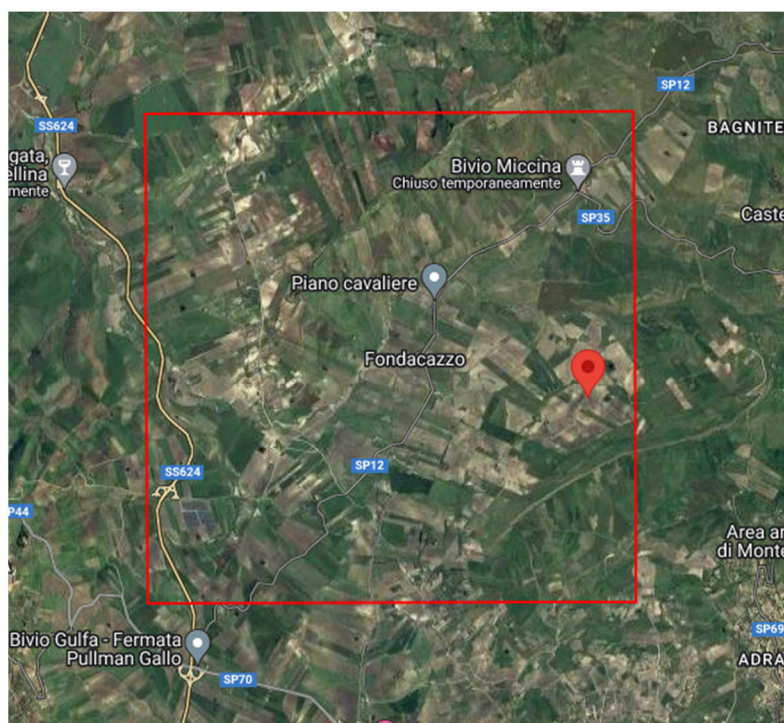 SS624
SP12
BAGNITE
gata,
ellina
mente
Bivio Miccina
Chiuso temporaneamente
SP35
Caste
Piano cavaliere
Fondacazzo
SS624
SP12
P44
Area ar
di Monte
SP69
ADRA
Bivio Gulfa - Fermata
Pullman Gallo
SP70